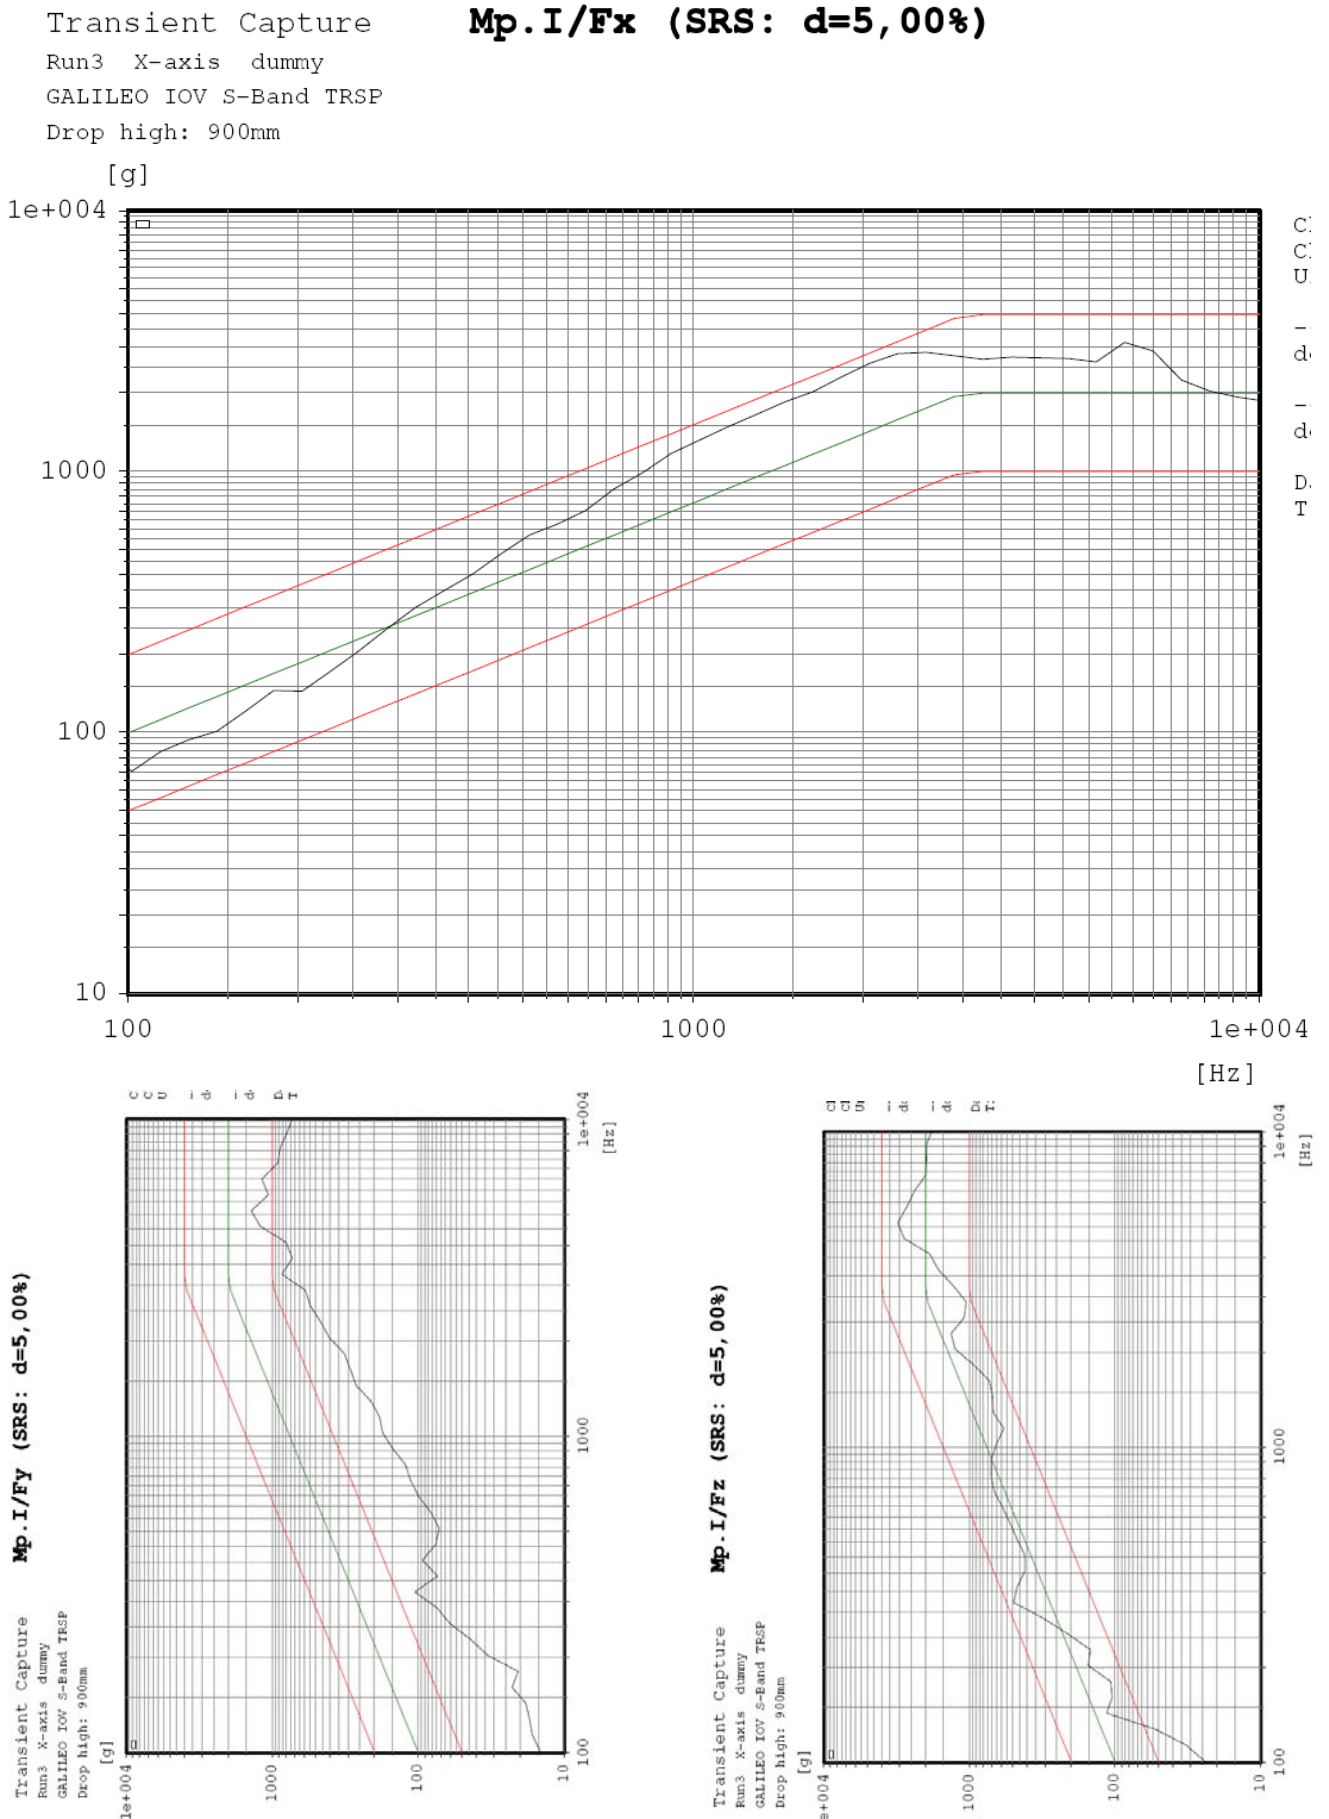 Transient Capture Mp.I/Fx (SRS: d=5,00%)
Run3 X-axis dummy
GALILEO IOV S-Band TRSP
Drop high: 900mm
[g]
1e+004
1000
100
10
100 1000 1e+004
[Hz]
C
C
U
-
d
-
d
D
T
Transient Capture Mp.I/Fy (SRS: d=5,00%)
Run3 X-axis dummy
GALILEO IOV S-Band TRSP
Drop high: 900mm
[g]
1e+004
1000
100
10
100 1000 1e+004
[Hz]
C
C
U
-
d
-
d
D
T
Transient Capture Mp.I/Fz (SRS: d=5,00%)
Run3 X-axis dummy
GALILEO IOV S-Band TRSP
Drop high: 900mm
[g]
e+004
1000
100
10
100 1000 1e+004
[Hz]
C
C
U
-
d
-
d
D
T